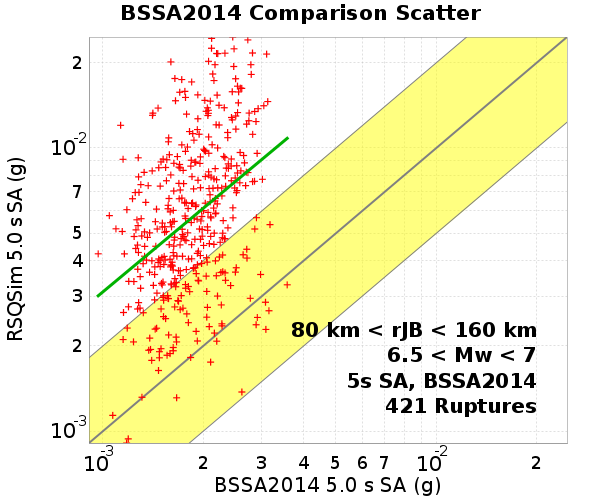 BSSA2014 Comparison Scatter
RSQSim 5.0 s SA (g)
2
10-2
7
5
4
3
2
10-3
80 km < rJB < 160 km
6.5 < Mw < 7
5s SA, BSSA2014
421 Ruptures
10-3 2 3 4 5 6 7 10-2 2
BSSA2014 5.0 s SA (g)